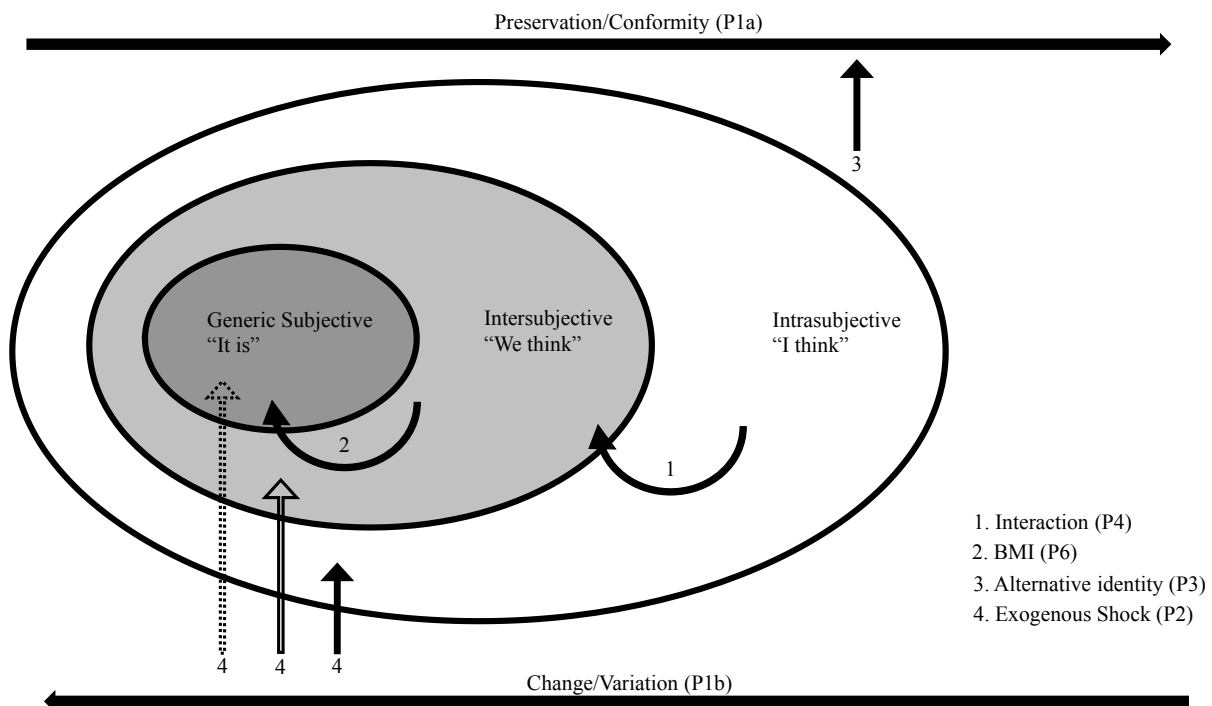 Preservation/Conformity (P1a)
3
Generic Subjective
“It is”
Intersubjective
“We think”
Intrasubjective
“I think”
2
1
1. Interaction (P4)
2. BMI (P6)
3. Alternative identity (P3)
4. Exogenous Shock (P2)
4
4
4
Change/Variation (P1b)